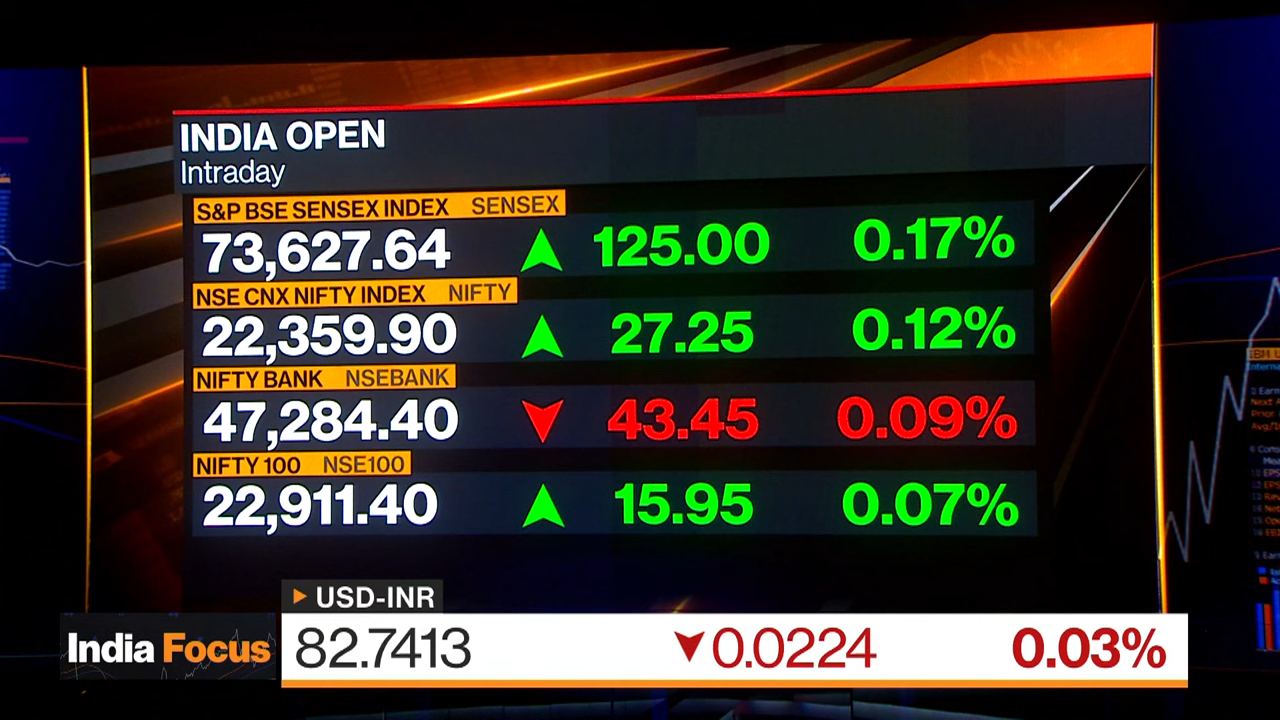 INDIA OPEN
Intraday
S&P BSE SENSEX INDEX SENSEX
73,627.64 ▲ 125.00 0.17%
NSE CNX NIFTY INDEX NIFTY
22,359.90 ▲ 27.25 0.12%
NIFTY BANK NSEBANK
47,284.40 ▼ 43.45 0.09%
NIFTY 100 NSE100
22,911.40 ▲ 15.95 0.07%
USD-INR
India Focus 82.7413 ▼ 0.0224 0.03%